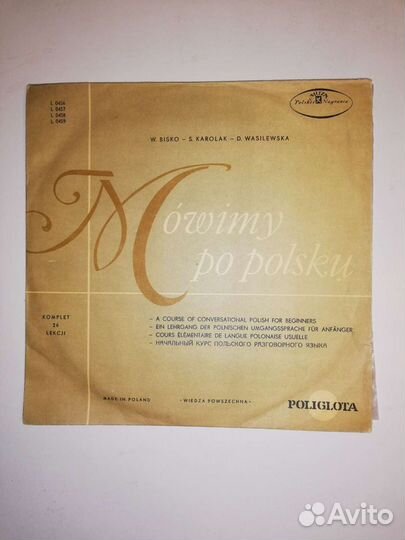 L 0456
L 0457
L 0458
L 0459
MUZA
Polskie Nagrania
W. BISKO – S. KAROLAK – D. WASILEWSKA
Mówimy
po polsku
KOMPLET
26
LEKCJI
– A COURSE OF CONVERSATIONAL POLISH FOR BEGINNERS
– EIN LEHRGANG DER POLNISCHEN UMGANGSSPRACHE FÜR ANFÄNGER
– COURS ÉLÉMENTAIRE DE LANGUE POLONAISE USUELLE
– НАЧАЛЬНЫЙ КУРС ПОЛЬСКОГО РАЗГОВОРНОГО ЯЗЫКА
MADE IN POLAND
«WIEDZA POWSZECHNA»
POLIGLOTA
Avito